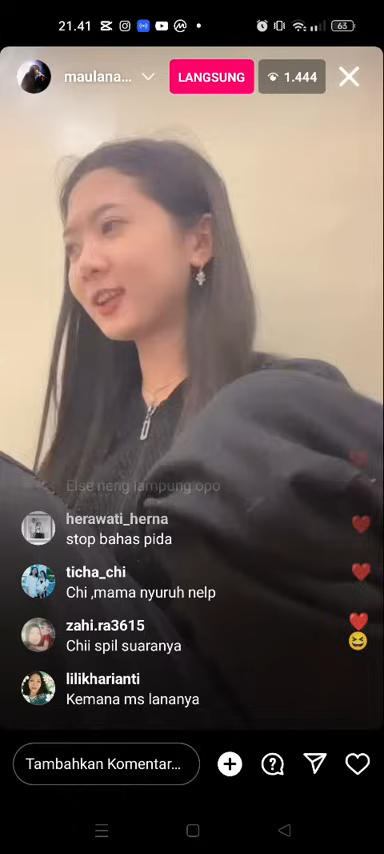 21.41
63
maulana...
LANGSUNG
1.444
Else neng lampung opo
herawati_herna
stop bahas pida
ticha_chi
Chi ,mama nyuruh nelp
zahi.ra3615
Chii spil suaranya
lilikharianti
Kemana ms lananya
Tambahkan Komentar...